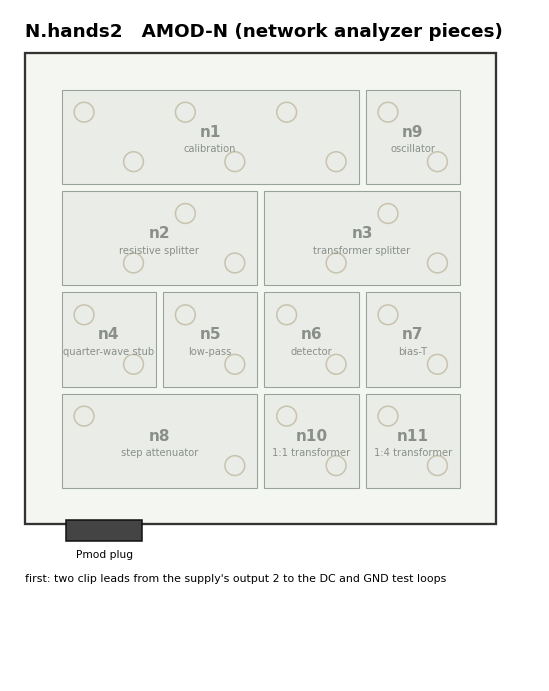 N.hands2 AMOD-N (network analyzer pieces)
n1
calibration
n9
oscillator
n2
resistive splitter
n3
transformer splitter
n4
quarter-wave stub
n5
low-pass
n6
detector
n7
bias-T
n8
step attenuator
n10
1:1 transformer
n11
1:4 transformer
Pmod plug
first: two clip leads from the supply's output 2 to the DC and GND test loops